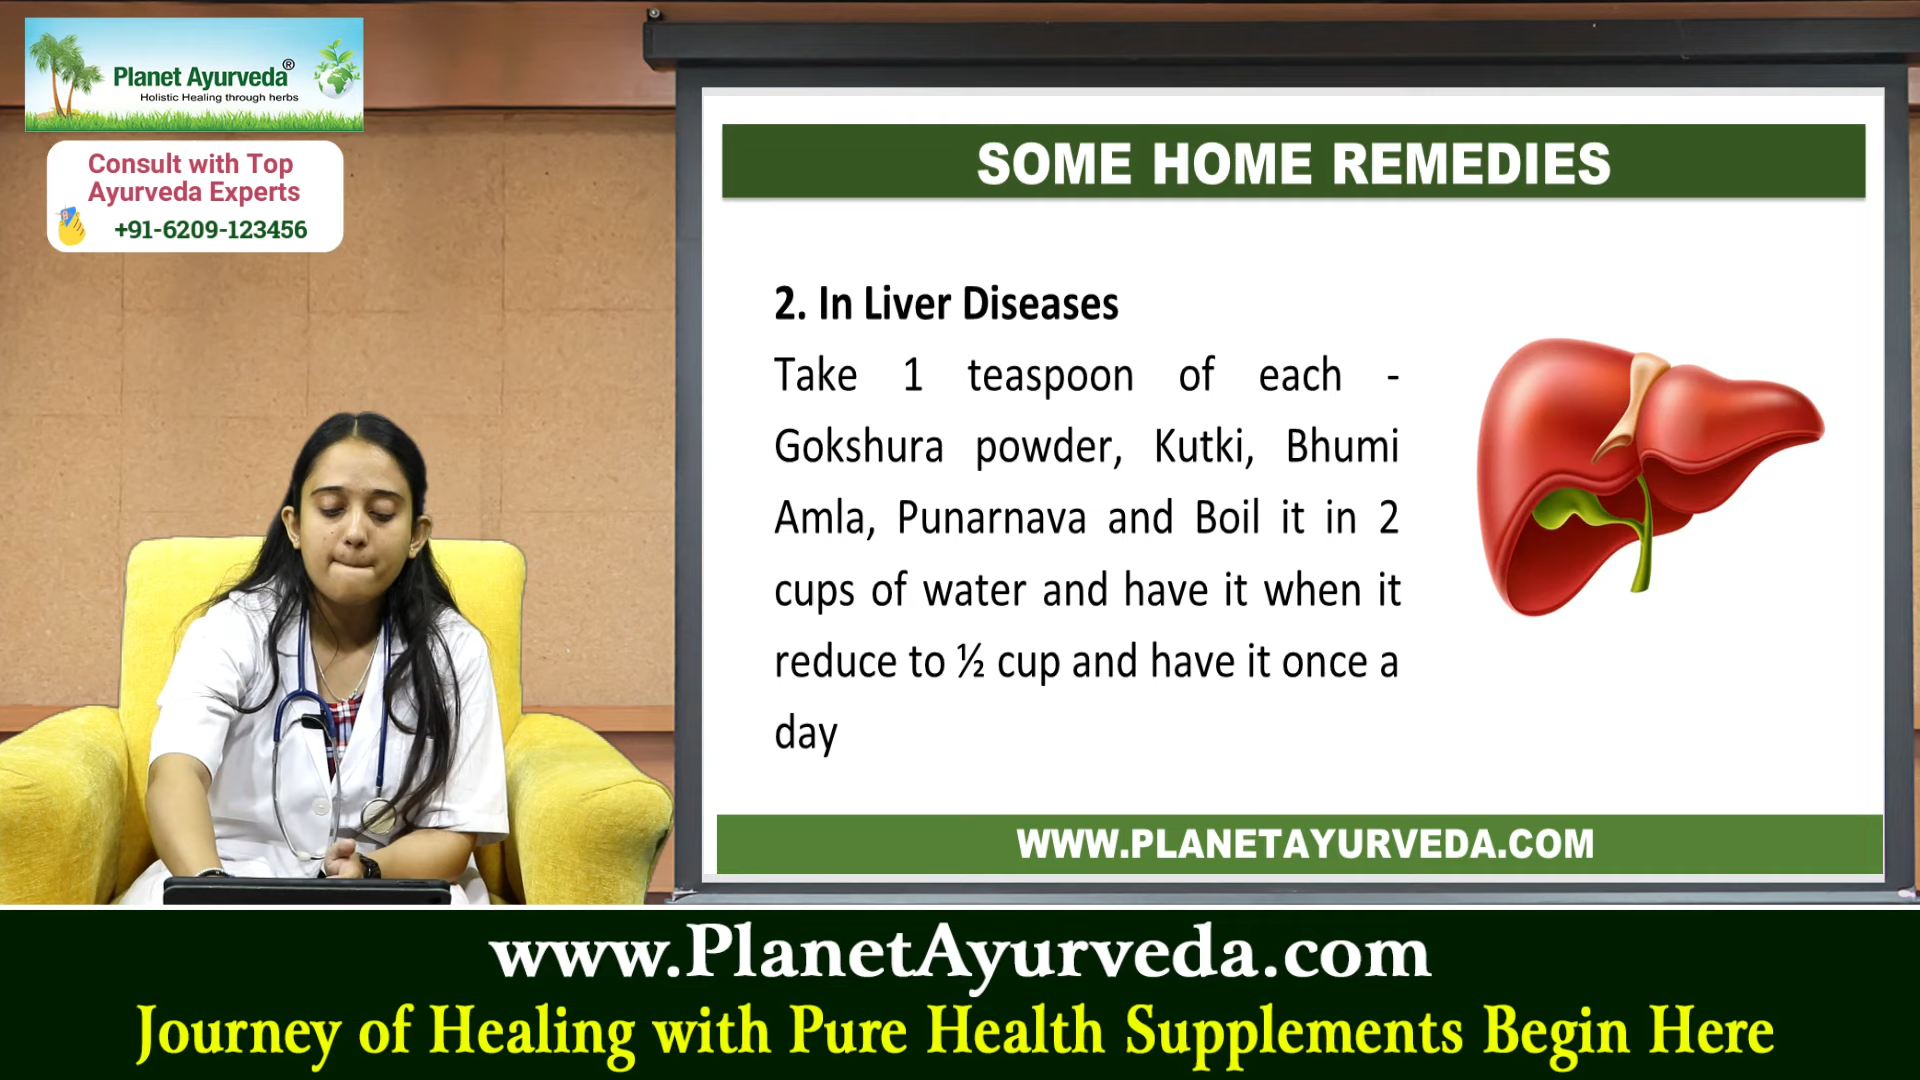 Planet Ayurveda®
Holistic Healing through herbs
Consult with Top
Ayurveda Experts
+91-6209-123456
SOME HOME REMEDIES
2. In Liver Diseases
Take 1 teaspoon of each -
Gokshura powder, Kutki, Bhumi
Amla, Punarnava and Boil it in 2
cups of water and have it when it
reduce to ½ cup and have it once a
day
WWW.PLANETAYURVEDA.COM
www.PlanetAyurveda.com
Journey of Healing with Pure Health Supplements Begin Here